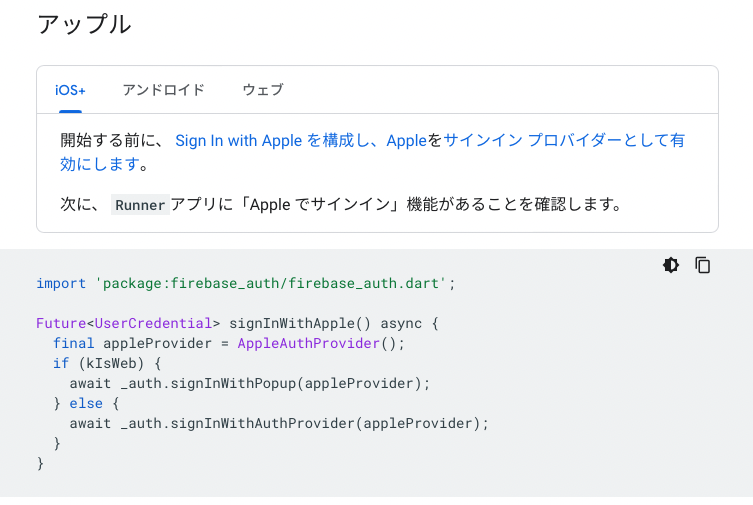 アップル
iOS+ アンドロイド ウェブ
開始する前に、 Sign In with Apple を構成し、Appleをサインイン プロバイダーとして有
効にします。
次に、 Runner アプリに「Apple でサインイン」機能があることを確認します。
import 'package:firebase_auth/firebase_auth.dart';
Future<UserCredential> signInWithApple() async {
  final appleProvider = AppleAuthProvider();
  if (kIsWeb) {
    await _auth.signInWithPopup(appleProvider);
  } else {
    await _auth.signInWithAuthProvider(appleProvider);
  }
}